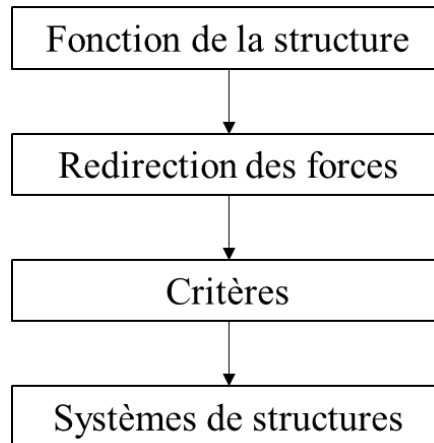 Fonction de la structure
Redirection des forces
Critères
Systèmes de structures